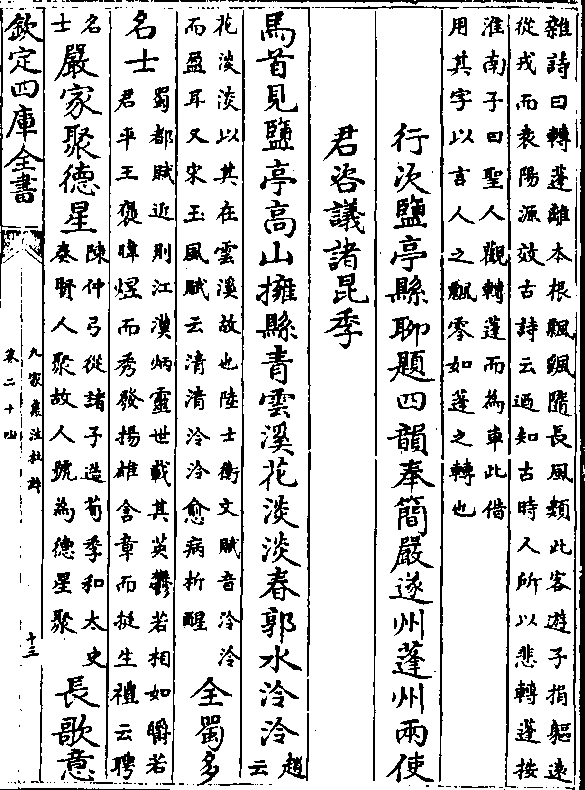 雜詩曰轉蓬離本根飄颻隨長風類此客遊子捐軀逺
從戎而袁陽源效古詩云迺知古時人所以悲轉蓬按
淮南子曰聖人觀轉蓬而為車此借
用其字以言人之飄零如蓬之轉也
行次鹽亭縣聊題四韻奉簡嚴遂州蓬州兩使
君咨議諸昆季
馬首見鹽亭高山擁縣青雲溪花淡淡春郭水泠泠趙云
花淡淡以其在雲溪故也陸士衡文賦音泠泠
而盈耳又宋玉風賦云清清泠泠愈病析酲
全蜀多
名士
蜀都賦近則江漢炳靈世載其英鬱若相如皭若
君平王褒暐煜而秀發揚雄含章而挺生禮云聘
名士
嚴家聚德星
陳仲弓從諸子造荀季和太史
奏賢人聚故人號為德星聚
長歌意
欽定四庫全書
九家集注杜詩
卷二十四
十三